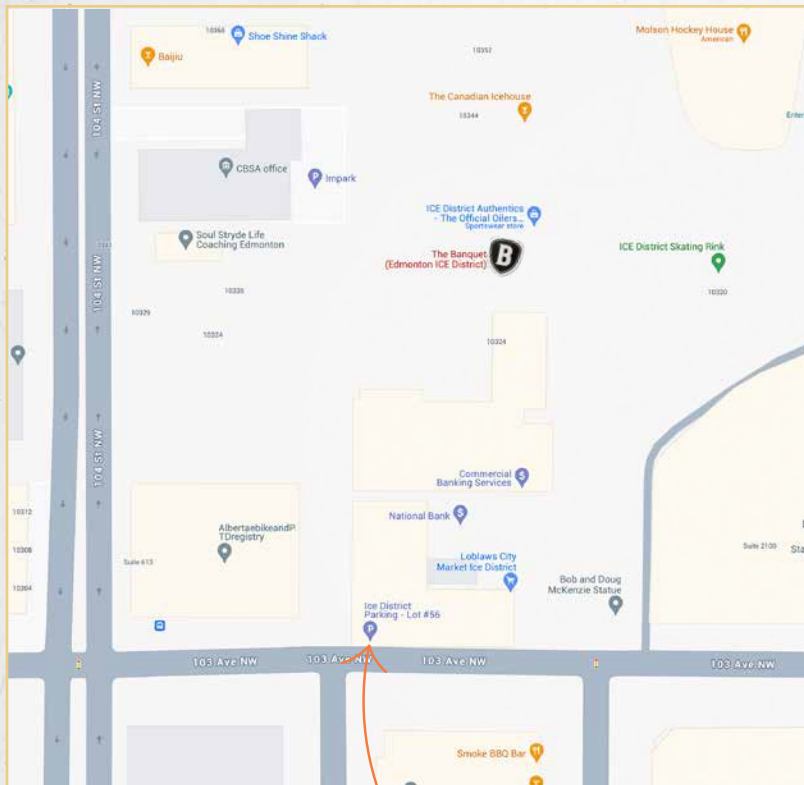 10366
Shoe Shine Shack
Baijiu
10352
Molson Hockey House
American
The Canadian Icehouse
10344
Enter
104 St NW
CBSA office
Impark
ICE District Authentics
- The Official Oilers...
Sportswear store
Soul Stryde Life
Coaching Edmonton
The Banquet
(Edmonton ICE District)
B
ICE District Skating Rink
104 St NW
10335
10320
10329
10334
10324
104 St NW
Commercial
Banking Services
National Bank
10312
AlbertaebikeandP.
TDregistry
10308
Suite 613
Loblaws City
Market Ice District
Suite 2100
Sta
10304
Bob and Doug
McKenzie Statue
Ice District
Parking - Lot #56
P
103 Ave NW
103 Ave NW
103 Ave NW
103 Ave NW
Smoke BBQ Bar